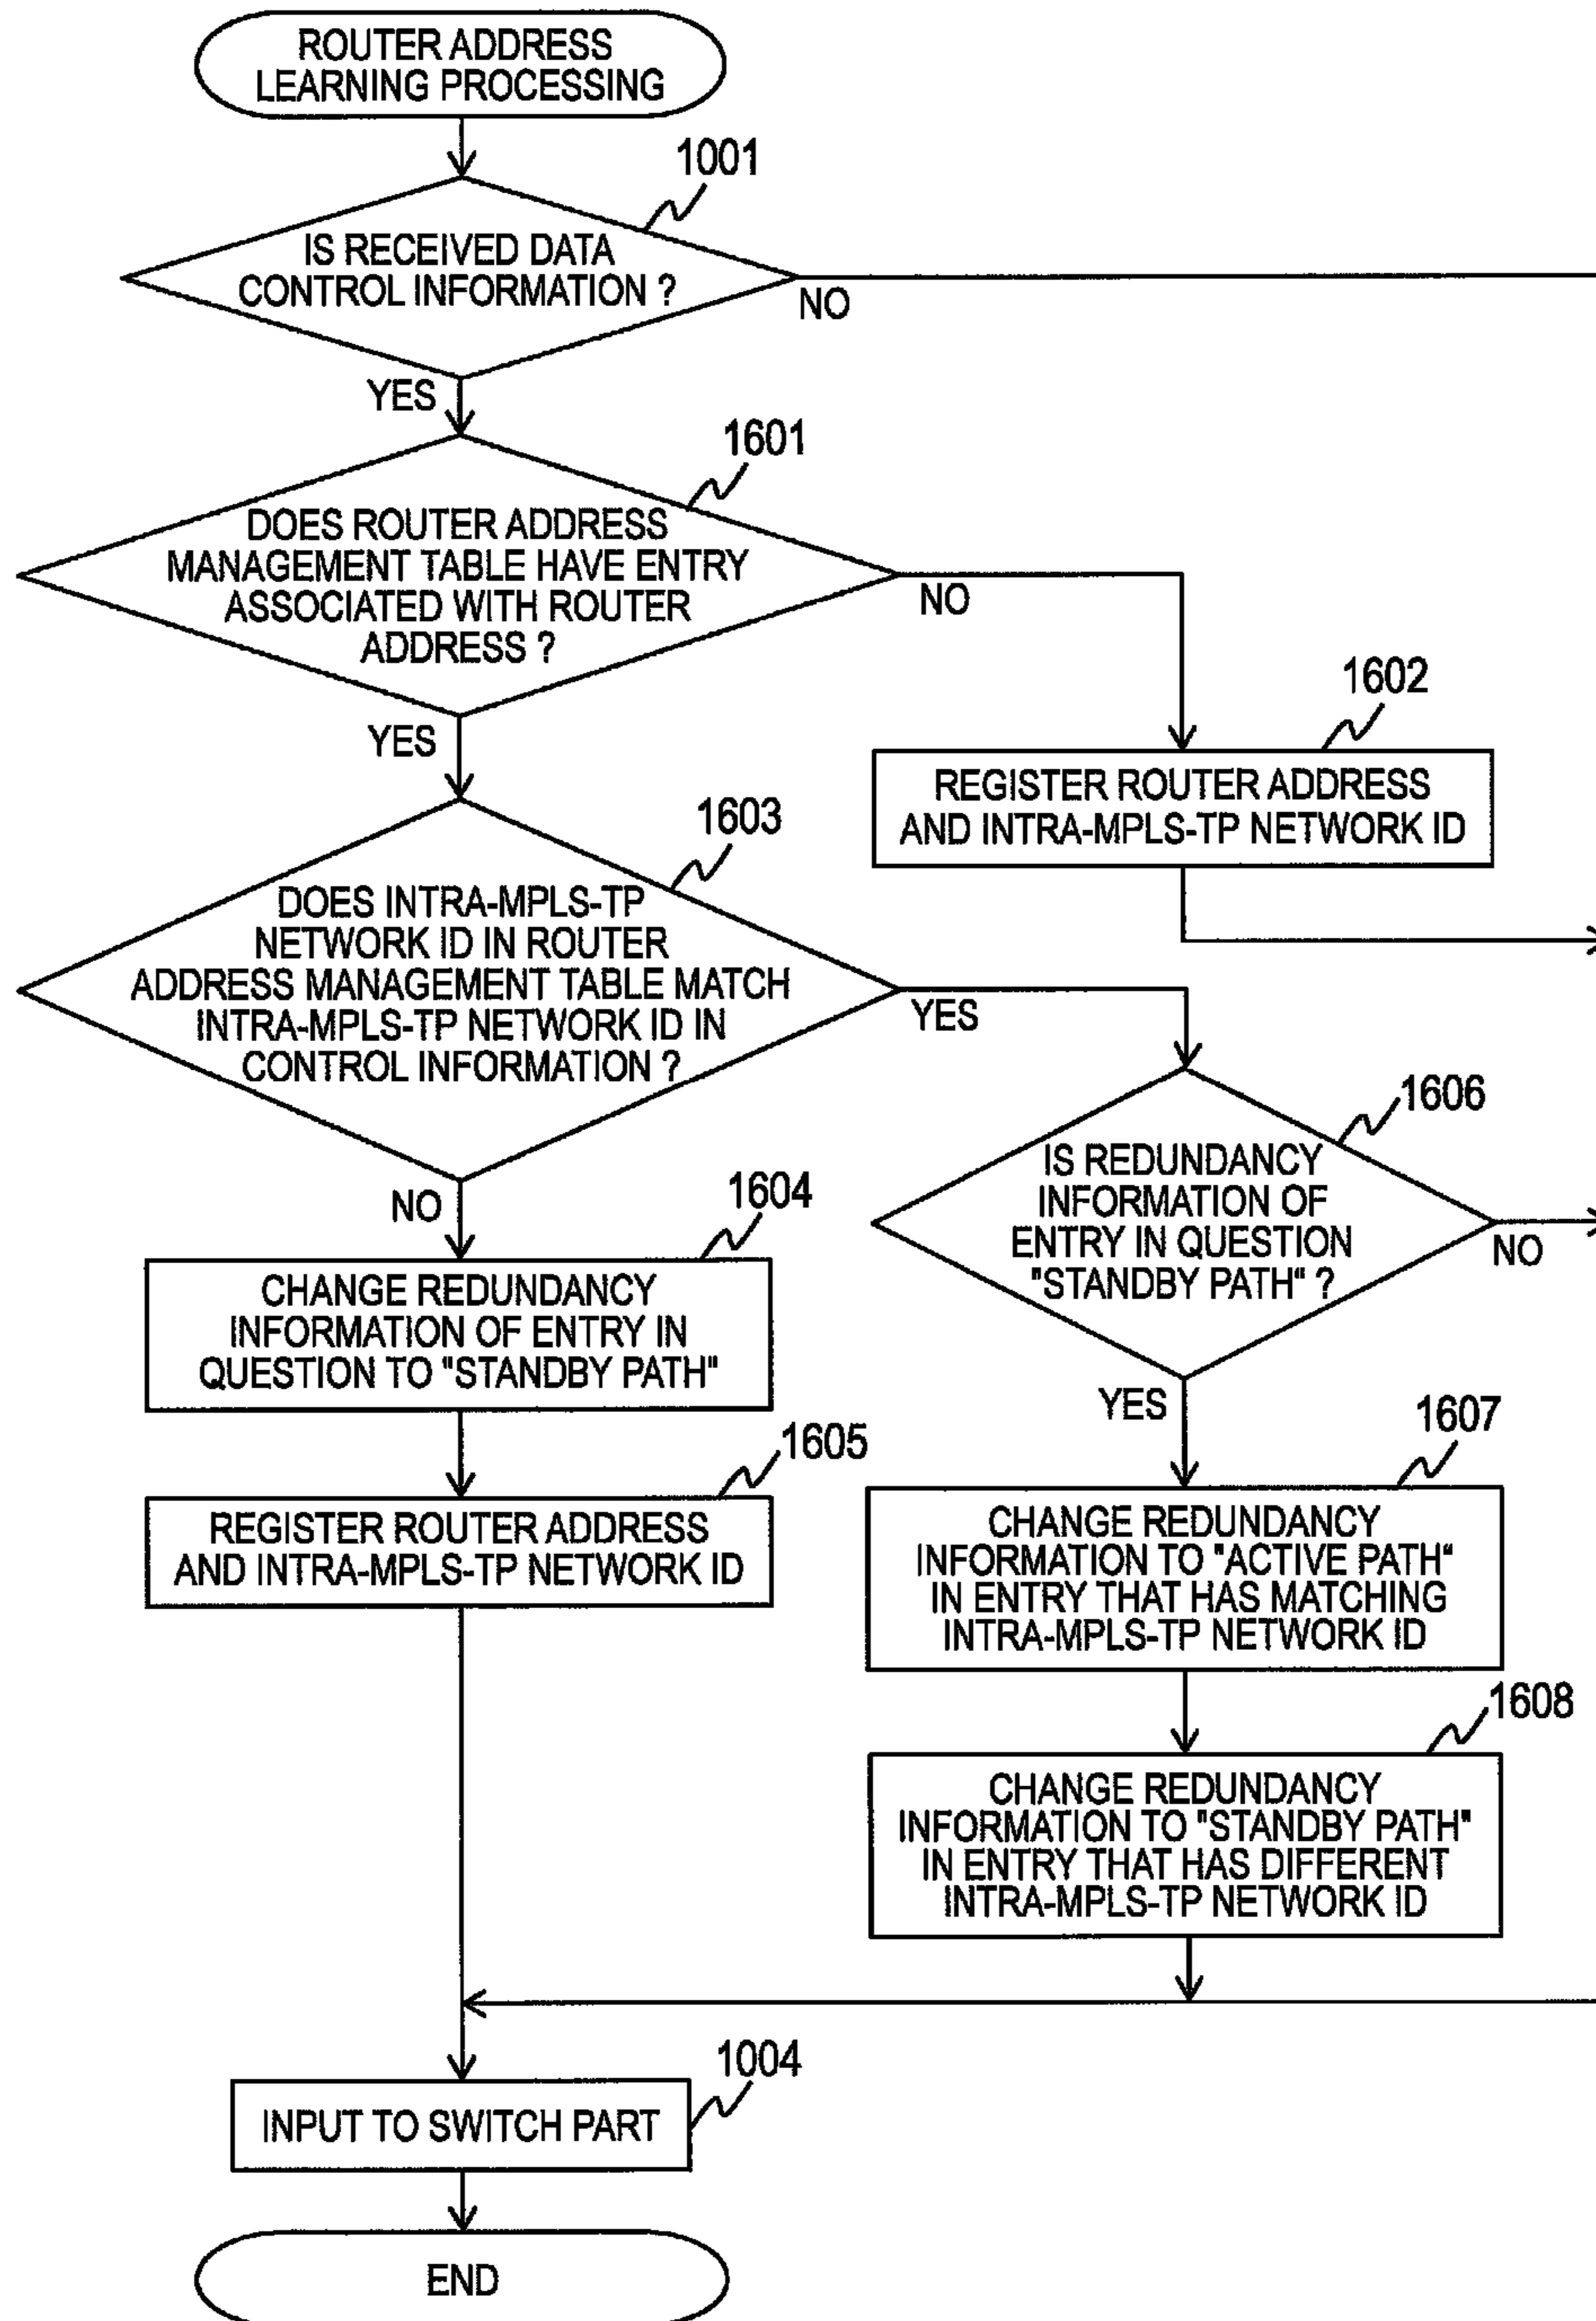 ROUTER ADDRESS
LEARNING PROCESSING
1001
IS RECEIVED DATA
CONTROL INFORMATION ?
NO
YES
1601
DOES ROUTER ADDRESS
MANAGEMENT TABLE HAVE ENTRY
ASSOCIATED WITH ROUTER
ADDRESS ?
NO
YES
1602
REGISTER ROUTER ADDRESS
AND INTRA-MPLS-TP NETWORK ID
1603
DOES INTRA-MPLS-TP
NETWORK ID IN ROUTER
ADDRESS MANAGEMENT TABLE MATCH
INTRA-MPLS-TP NETWORK ID IN
CONTROL INFORMATION ?
YES
NO
1606
IS REDUNDANCY
INFORMATION OF
ENTRY IN QUESTION
"STANDBY PATH" ?
NO
YES
1604
CHANGE REDUNDANCY
INFORMATION OF ENTRY IN
QUESTION TO "STANDBY PATH"
1605
REGISTER ROUTER ADDRESS
AND INTRA-MPLS-TP NETWORK ID
1607
CHANGE REDUNDANCY
INFORMATION TO "ACTIVE PATH"
IN ENTRY THAT HAS MATCHING
INTRA-MPLS-TP NETWORK ID
1608
CHANGE REDUNDANCY
INFORMATION TO "STANDBY PATH"
IN ENTRY THAT HAS DIFFERENT
INTRA-MPLS-TP NETWORK ID
1004
INPUT TO SWITCH PART
END